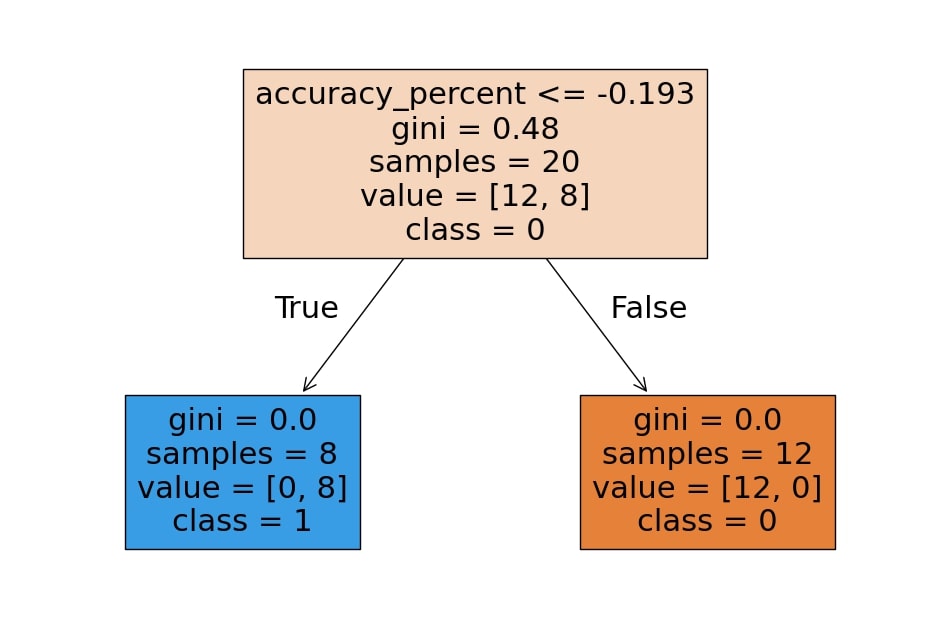 accuracy_percent <= -0.193
gini = 0.48
samples = 20
value = [12, 8]
class = 0
True
False
gini = 0.0
samples = 8
value = [0, 8]
class = 1
gini = 0.0
samples = 12
value = [12, 0]
class = 0